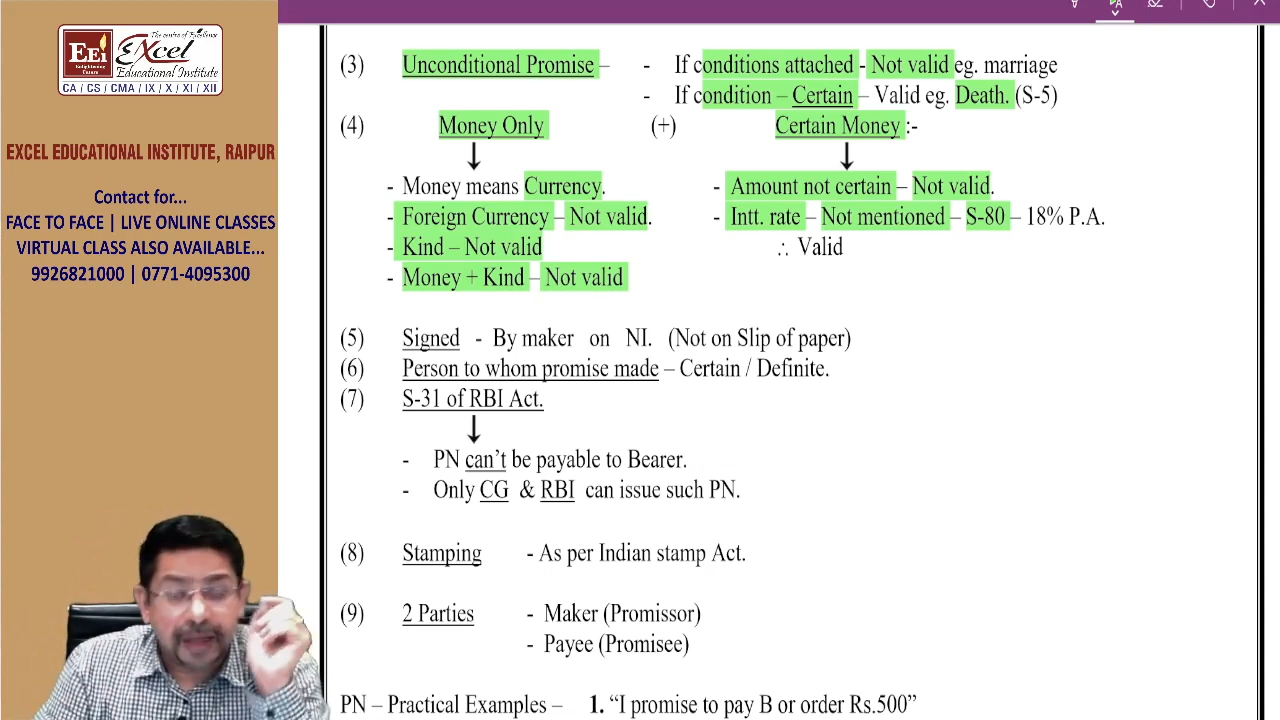 The centre of Excellence
EEi
Enlightening Careers
Excel
Educational Institute
CA / CS / CMA / IX / X / XI / XII
EXCEL EDUCATIONAL INSTITUTE, RAIPUR
Contact for...
FACE TO FACE | LIVE ONLINE CLASSES
VIRTUAL CLASS ALSO AVAILABLE...
9926821000 | 0771-4095300
(3) Unconditional Promise – - If conditions attached - Not valid eg. marriage
- If condition – Certain – Valid eg. Death. (S-5)
(4) Money Only (+) Certain Money :-
- Money means Currency. - Amount not certain – Not valid.
- Foreign Currency – Not valid. - Intt. rate – Not mentioned – S-80 – 18% P.A.
- Kind – Not valid ∴ Valid
- Money + Kind – Not valid
(5) Signed - By maker on NI. (Not on Slip of paper)
(6) Person to whom promise made – Certain / Definite.
(7) S-31 of RBI Act.
- PN can't be payable to Bearer.
- Only CG & RBI can issue such PN.
(8) Stamping - As per Indian stamp Act.
(9) 2 Parties - Maker (Promissor)
- Payee (Promisee)
PN – Practical Examples – 1. “I promise to pay B or order Rs.500”